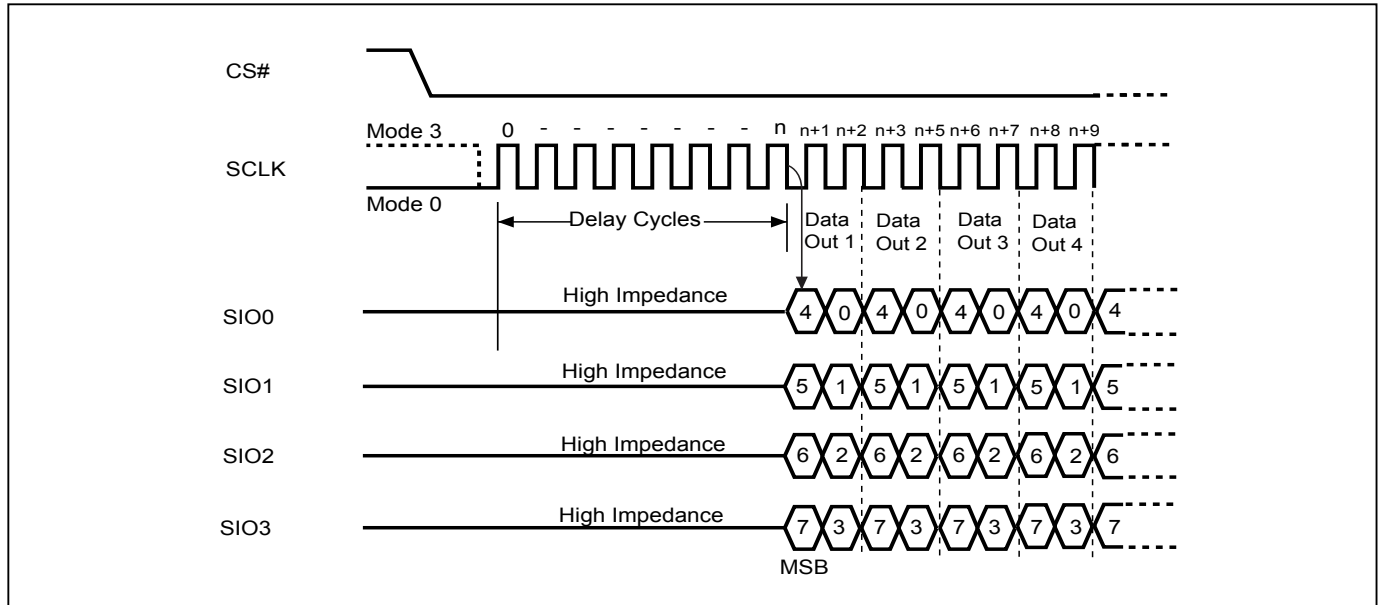 CS#
Mode 3 0 - - - - - - n n+1 n+2 n+3 n+5 n+6 n+7 n+8 n+9
SCLK
Mode 0
Delay Cycles Data Out 1 Data Out 2 Data Out 3 Data Out 4
SIO0 High Impedance 4 0 4 0 4 0 4 0 4
SIO1 High Impedance 5 1 5 1 5 1 5 1 5
SIO2 High Impedance 6 2 6 2 6 2 6 2 6
SIO3 High Impedance 7 3 7 3 7 3 7 3 7
MSB